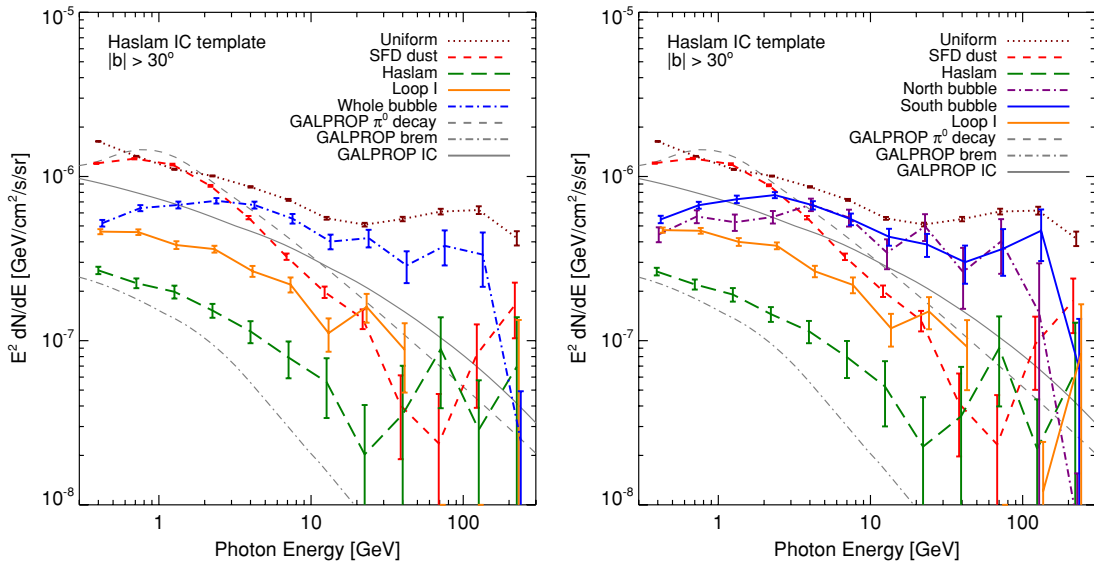 Haslam IC template
|b| > 30°
Uniform
SFD dust
Haslam
Loop I
Whole bubble
GALPROP π⁰ decay
GALPROP brem
GALPROP IC
10⁻⁵
10⁻⁶
10⁻⁷
10⁻⁸
E² dN/dE [GeV/cm²/s/sr]
1
10
100
Photon Energy [GeV]
Haslam IC template
|b| > 30°
Uniform
SFD dust
Haslam
North bubble
South bubble
Loop I
GALPROP π⁰ decay
GALPROP brem
GALPROP IC
10⁻⁵
10⁻⁶
10⁻⁷
10⁻⁸
E² dN/dE [GeV/cm²/s/sr]
1
10
100
Photon Energy [GeV]